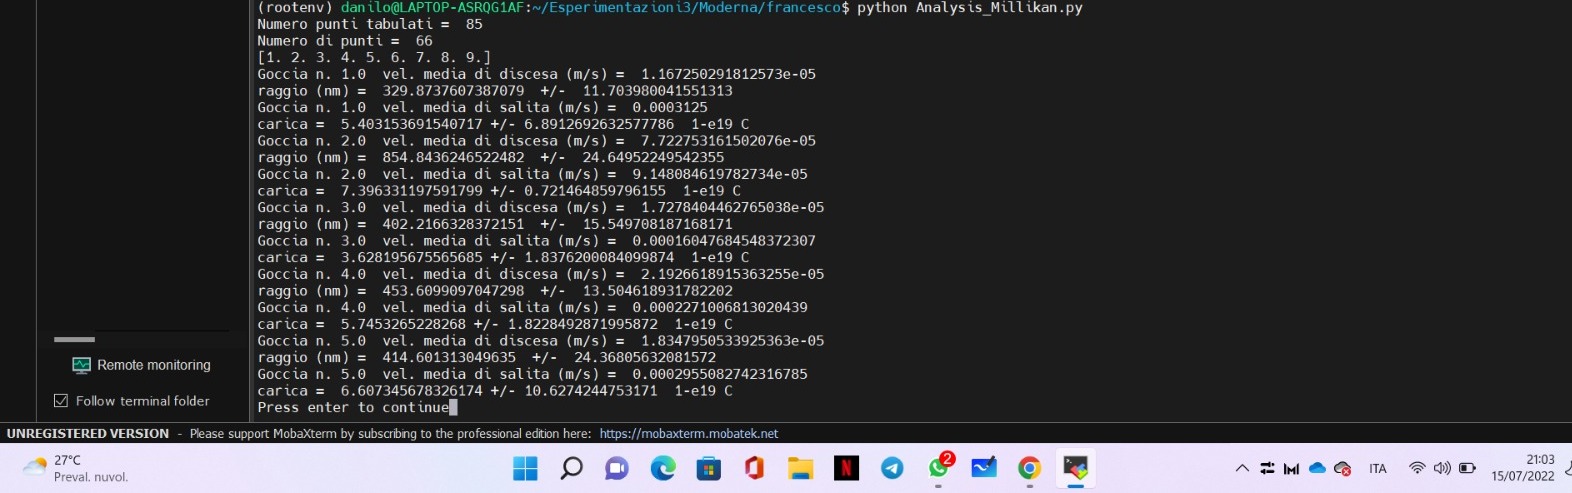 (rootenv) danilo@LAPTOP-ASRQG1AF:~/Esperimentazioni3/Moderna/francesco$ python Analysis_Millikan.py
Numero punti tabulati =  85
Numero di punti =  66
[1. 2. 3. 4. 5. 6. 7. 8. 9.]
Goccia n. 1.0  vel. media di discesa (m/s) =  1.167250291812573e-05
raggio (nm) =  329.8737607387079  +/-  11.703980041551313
Goccia n. 1.0  vel. media di salita (m/s) =  0.0003125
carica =  5.403153691540717 +/- 6.8912692632577786  1-e19 C
Goccia n. 2.0  vel. media di discesa (m/s) =  7.722753161502076e-05
raggio (nm) =  854.8436246522482  +/-  24.64952249542355
Goccia n. 2.0  vel. media di salita (m/s) =  9.148084619782734e-05
carica =  7.396331197591799 +/- 0.721464859796155  1-e19 C
Goccia n. 3.0  vel. media di discesa (m/s) =  1.7278404462765038e-05
raggio (nm) =  402.2166328372151  +/-  15.549708187168171
Goccia n. 3.0  vel. media di salita (m/s) =  0.00016047684548372307
carica =  3.628195675565685 +/- 1.8376200084099874  1-e19 C
Goccia n. 4.0  vel. media di discesa (m/s) =  2.1926618915363255e-05
raggio (nm) =  453.6099097047298  +/-  13.504618931782202
Goccia n. 4.0  vel. media di salita (m/s) =  0.0002271006813020439
carica =  5.7453265228268 +/- 1.8228492871995872  1-e19 C
Goccia n. 5.0  vel. media di discesa (m/s) =  1.8347950533925363e-05
raggio (nm) =  414.601313049635  +/-  24.36805632081572
Goccia n. 5.0  vel. media di salita (m/s) =  0.0002955082742316785
carica =  6.607345678326174 +/- 10.6274244753171  1-e19 C
Press enter to continue
Remote monitoring
Follow terminal folder
UNREGISTERED VERSION  -  Please support MobaXterm by subscribing to the professional edition here:  https://mobaxterm.mobatek.net
27°C
Preval. nuvol.
N
2
ITA
21:03
15/07/2022